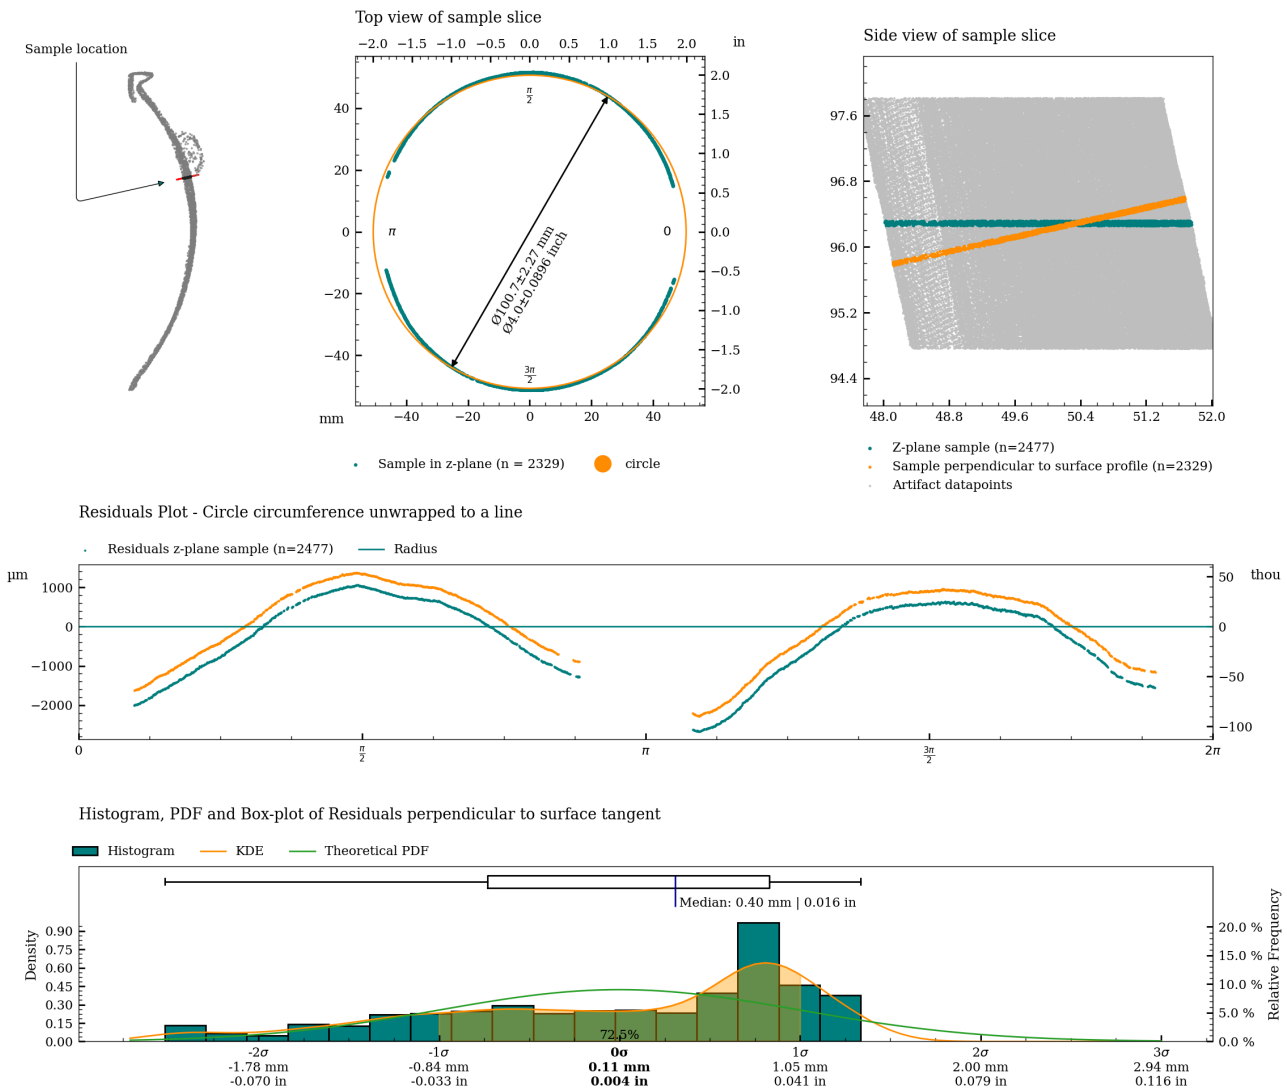 Sample location
Top view of sample slice
−2.0 −1.5 −1.0 −0.5 0.0 0.5 1.0 1.5 2.0 in
40
20
0
−20
−40
2.0
1.5
1.0
0.5
0.0
−0.5
−1.0
−1.5
−2.0
π/2
π
0
3π/2
Ø100.7±2.27 mm
Ø4.0±0.0896 inch
mm −40 −20 0 20 40
Sample in z-plane (n = 2329) circle
Side view of sample slice
97.6
96.8
96.0
95.2
94.4
48.0 48.8 49.6 50.4 51.2 52.0
Z-plane sample (n=2477)
Sample perpendicular to surface profile (n=2329)
Artifact datapoints
Residuals Plot - Circle circumference unwrapped to a line
Residuals z-plane sample (n=2477) Radius
µm
1000
0
−1000
−2000
thou
50
0
−50
−100
0 π/2 π 3π/2 2π
Histogram, PDF and Box-plot of Residuals perpendicular to surface tangent
Histogram KDE Theoretical PDF
Median: 0.40 mm | 0.016 in
Density
0.90
0.75
0.60
0.45
0.30
0.15
0.00
Relative Frequency
20.0 %
15.0 %
10.0 %
5.0 %
0.0 %
72.5%
-2σ -1σ 0σ 1σ 2σ 3σ
-1.78 mm -0.84 mm 0.11 mm 1.05 mm 2.00 mm 2.94 mm
-0.070 in -0.033 in 0.004 in 0.041 in 0.079 in 0.116 in